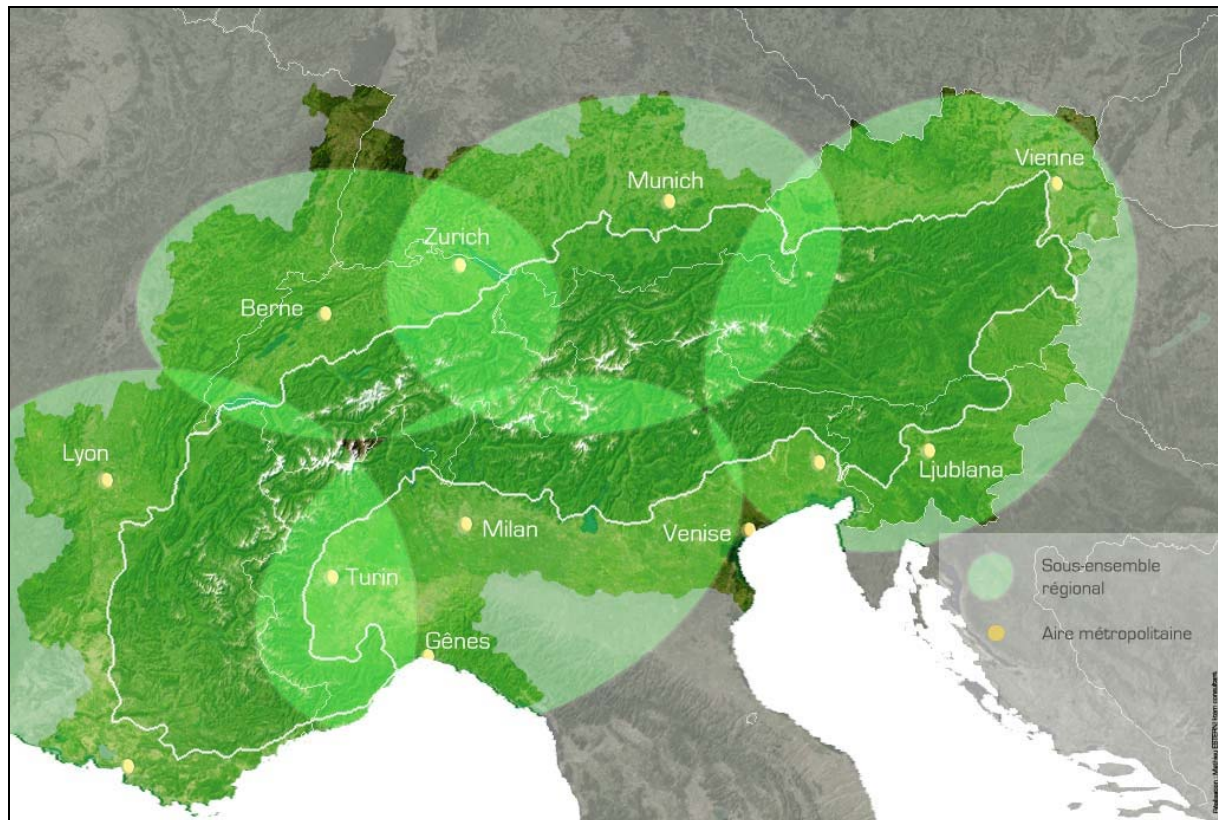 Vienne
Munich
Zurich
Berne
Lyon
Ljublana
Milan
Venise
Turin
Gênes
Sous-ensemble
régional
Aire métropolitaine